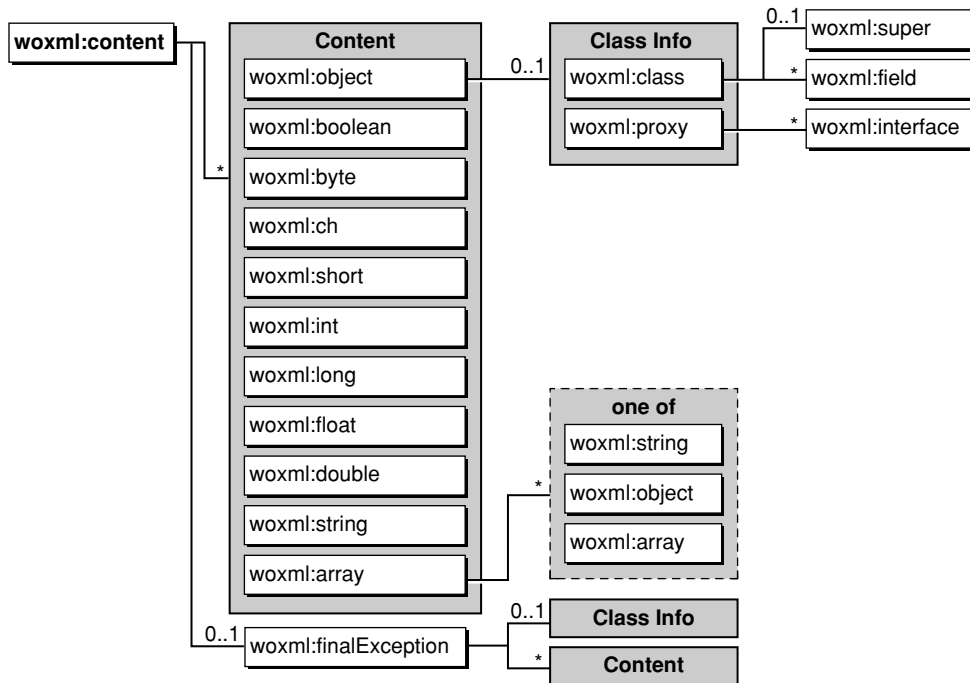 woxml:content
Content
woxml:object
woxml:boolean
woxml:byte
woxml:ch
woxml:short
woxml:int
woxml:long
woxml:float
woxml:double
woxml:string
woxml:array
*
0..1
woxml:finalException
0..1
Class Info
woxml:class
woxml:proxy
0..1
woxml:super
*
woxml:field
*
woxml:interface
*
one of
woxml:string
woxml:object
woxml:array
0..1
Class Info
*
Content